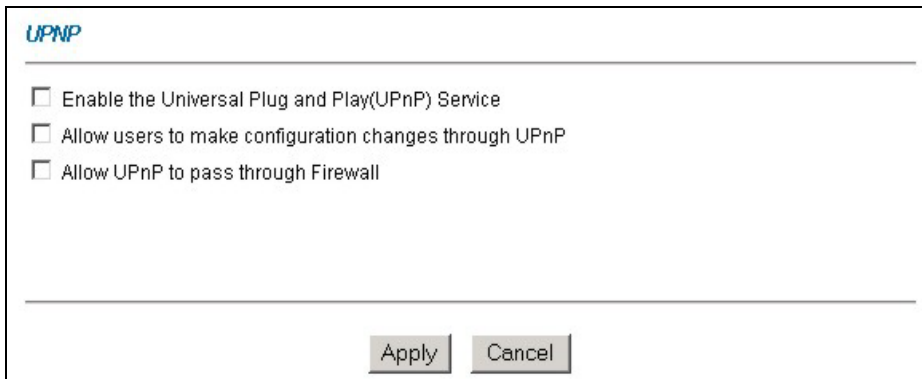 UPNP
Enable the Universal Plug and Play(UPnP) Service
Allow users to make configuration changes through UPnP
Allow UPnP to pass through Firewall
Apply Cancel